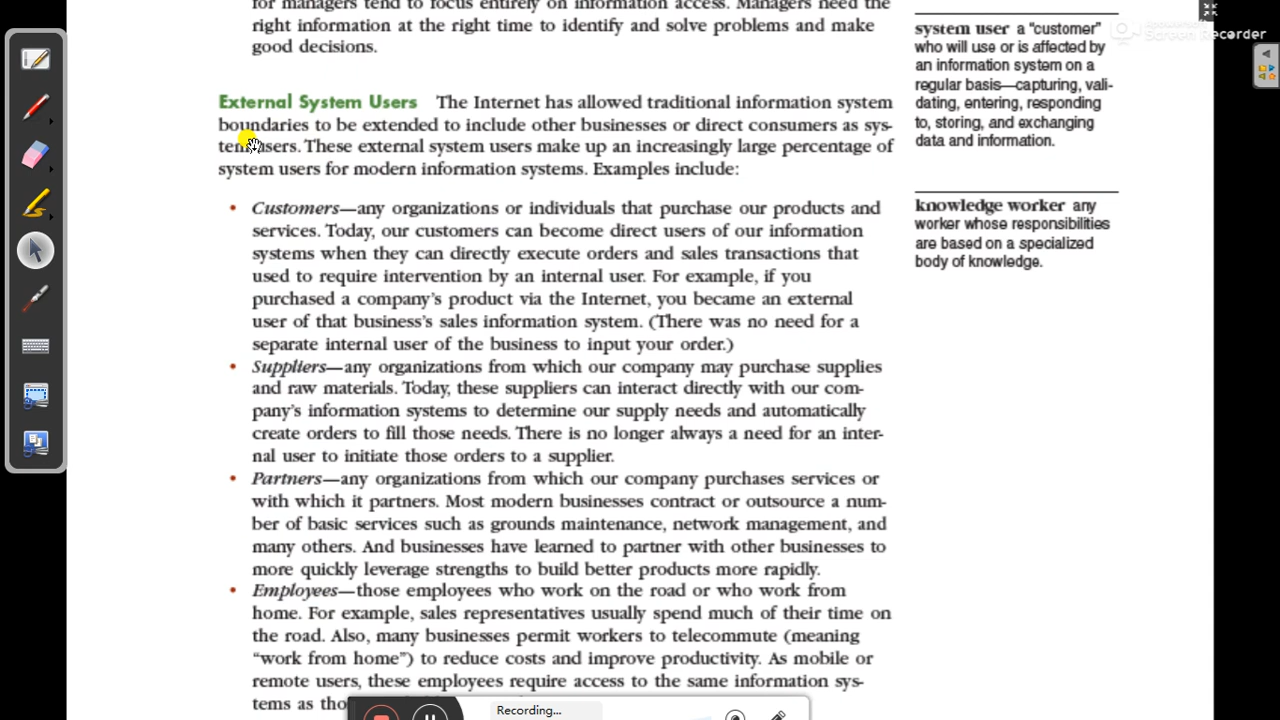 for managers tend to focus entirely on information access. Managers need the
right information at the right time to identify and solve problems and make
good decisions.
External System Users The Internet has allowed traditional information system
boundaries to be extended to include other businesses or direct consumers as sys-
tem users. These external system users make up an increasingly large percentage of
system users for modern information systems. Examples include:
• Customers—any organizations or individuals that purchase our products and
services. Today, our customers can become direct users of our information
systems when they can directly execute orders and sales transactions that
used to require intervention by an internal user. For example, if you
purchased a company's product via the Internet, you became an external
user of that business's sales information system. (There was no need for a
separate internal user of the business to input your order.)
• Suppliers—any organizations from which our company may purchase supplies
and raw materials. Today, these suppliers can interact directly with our com-
pany's information systems to determine our supply needs and automatically
create orders to fill those needs. There is no longer always a need for an inter-
nal user to initiate those orders to a supplier.
• Partners—any organizations from which our company purchases services or
with which it partners. Most modern businesses contract or outsource a num-
ber of basic services such as grounds maintenance, network management, and
many others. And businesses have learned to partner with other businesses to
more quickly leverage strengths to build better products more rapidly.
• Employees—those employees who work on the road or who work from
home. For example, sales representatives usually spend much of their time on
the road. Also, many businesses permit workers to telecommute (meaning
"work from home") to reduce costs and improve productivity. As mobile or
remote users, these employees require access to the same information sys-
tems as
system user a "customer"
who will use or is affected by
an information system on a
regular basis—capturing, vali-
dating, entering, responding
to, storing, and exchanging
data and information.
knowledge worker any
worker whose responsibilities
are based on a specialized
body of knowledge.
Screen Recorder
Recording...